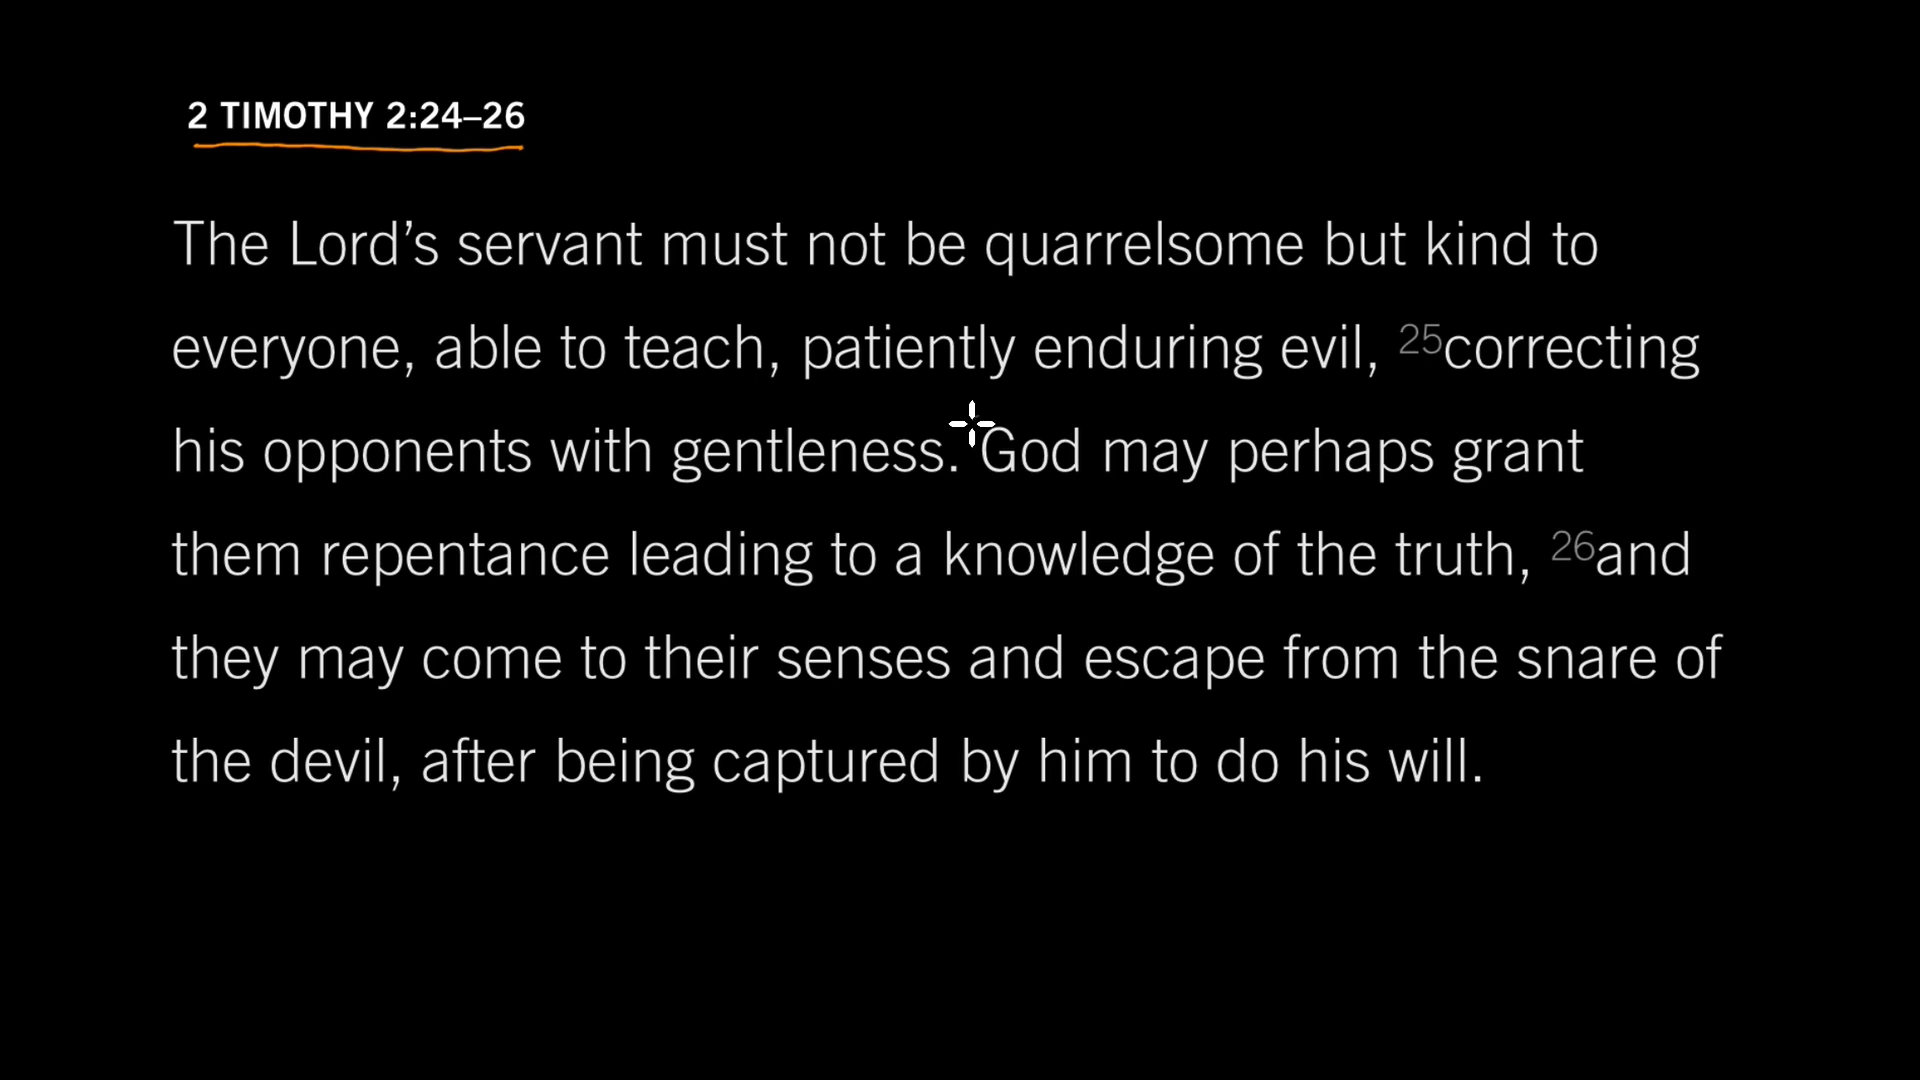 2 TIMOTHY 2:24–26
The Lord’s servant must not be quarrelsome but kind to
everyone, able to teach, patiently enduring evil, 25correcting
his opponents with gentleness. God may perhaps grant
them repentance leading to a knowledge of the truth, 26and
they may come to their senses and escape from the snare of
the devil, after being captured by him to do his will.